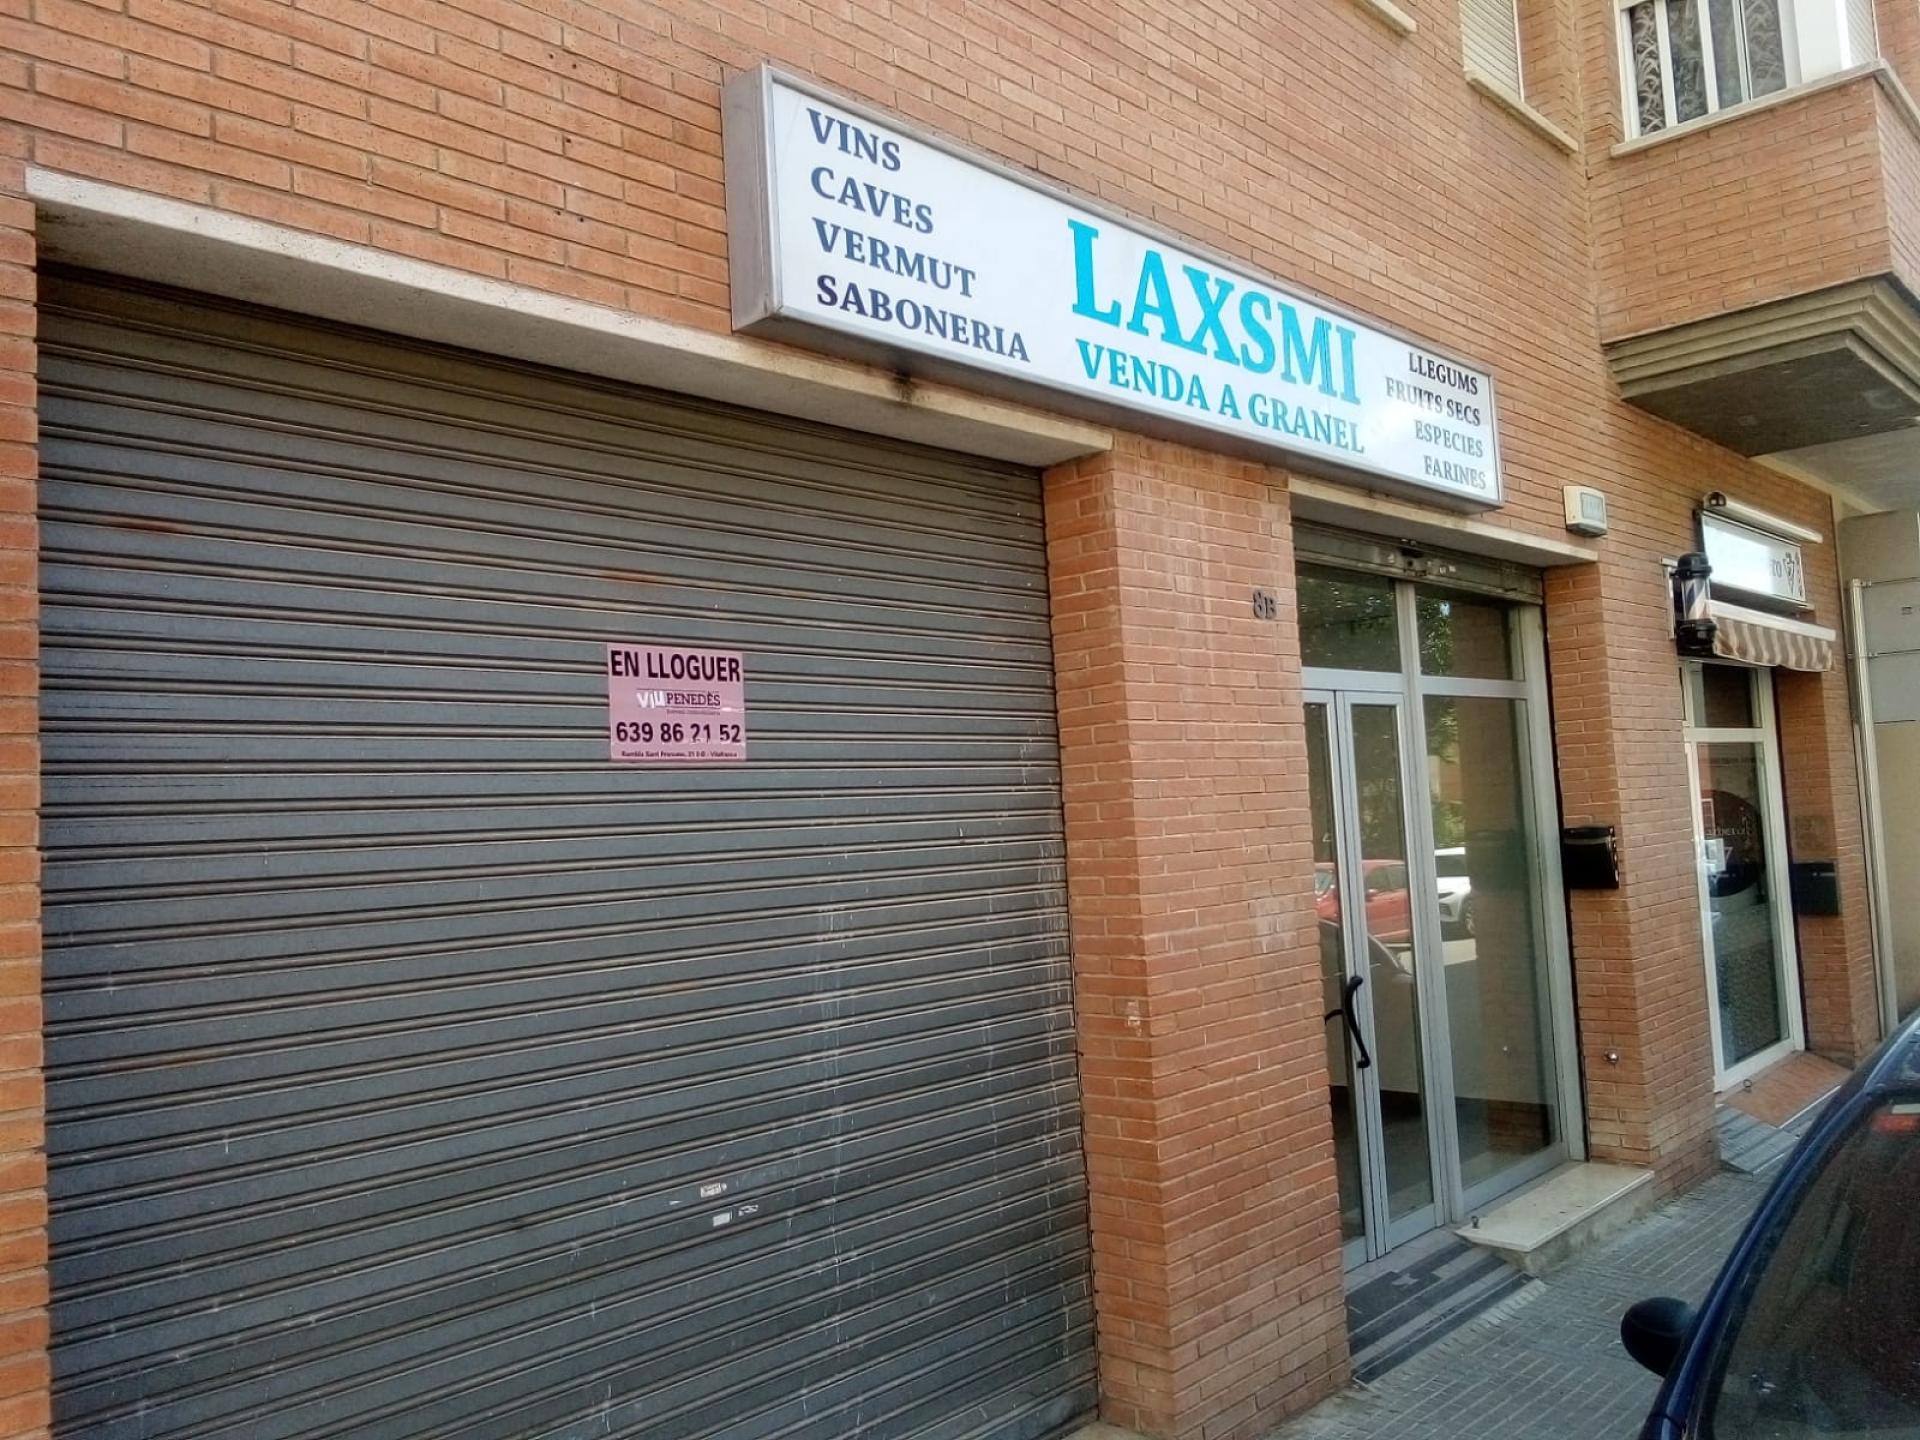 VINS
CAVES
VERMUT
SABONERIA
LAXSMI
VENDA A GRANEL
LLEGUMS
FRUITS SECS
ESPECIES
FARINES
8B
EN LLOGUER
VIU PENEDÈS
639 86 21 52